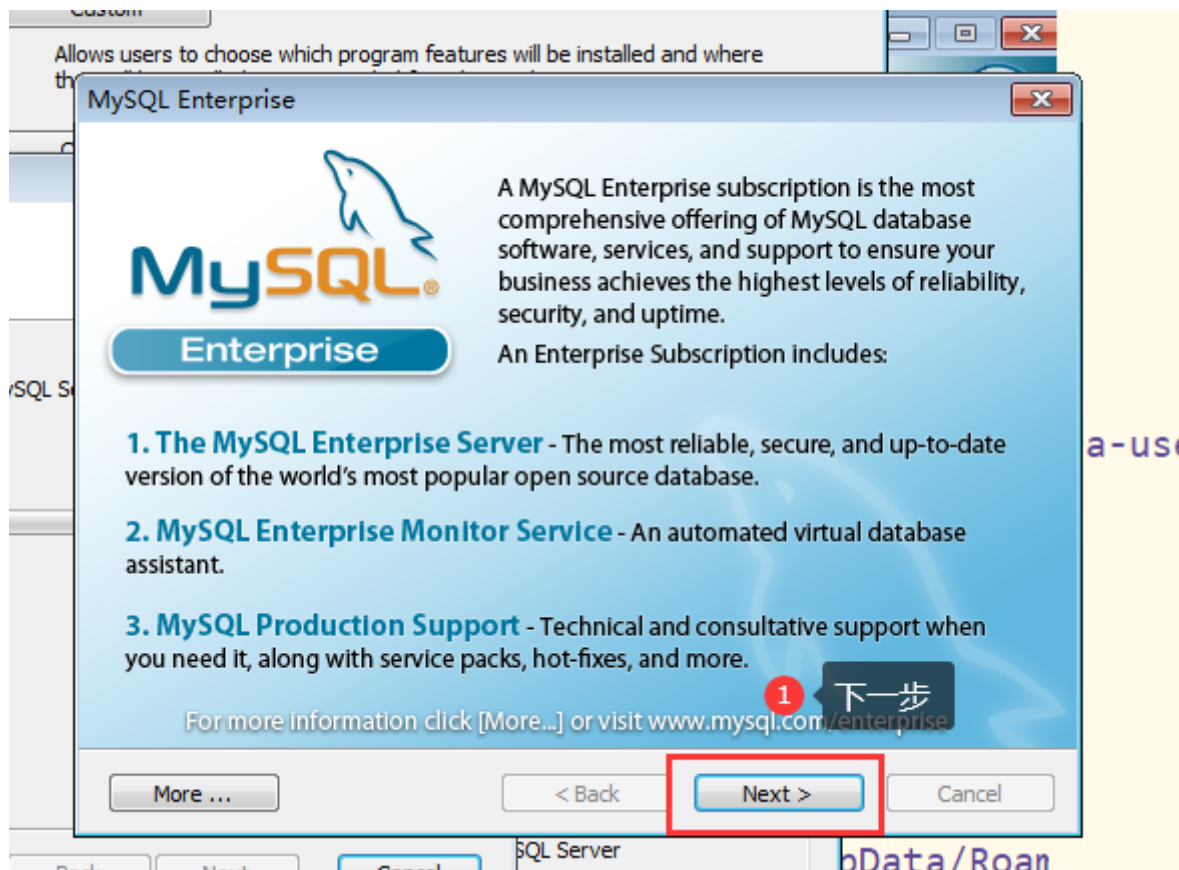 Custom
Allows users to choose which program features will be installed and where
MySQL Enterprise
MySQL®
Enterprise
A MySQL Enterprise subscription is the most
comprehensive offering of MySQL database
software, services, and support to ensure your
business achieves the highest levels of reliability,
security, and uptime.
An Enterprise Subscription includes:
1. The MySQL Enterprise Server - The most reliable, secure, and up-to-date
version of the world's most popular open source database.
2. MySQL Enterprise Monitor Service - An automated virtual database
assistant.
3. MySQL Production Support - Technical and consultative support when
you need it, along with service packs, hot-fixes, and more.
1 下一步
For more information click [More...] or visit www.mysql.com/enterprise
More ...
< Back
Next >
Cancel
a-use
SQL Server
Back
Next
Cancel
pData/Roam